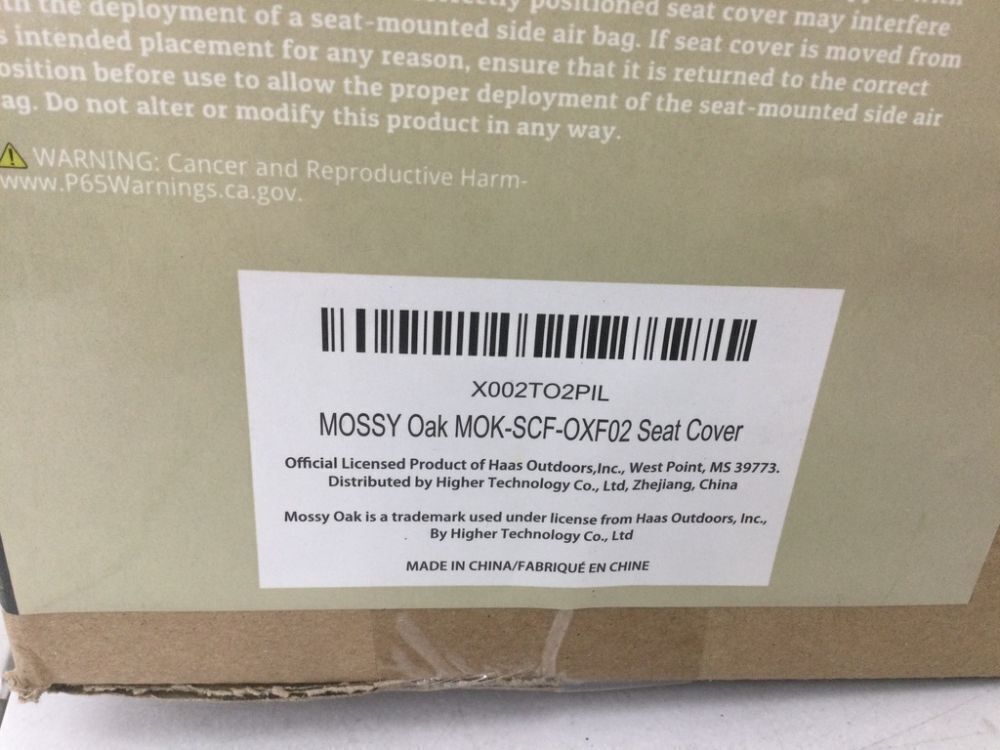 positioned seat cover may interfere
the deployment of a seat-mounted side air bag. If seat cover is moved from
intended placement for any reason, ensure that it is returned to the correct
before use to allow the proper deployment of the seat-mounted side air
Do not alter or modify this product in any way.
WARNING: Cancer and Reproductive Harm-
www.P65Warnings.ca.gov.
X002TO2PIL
MOSSY Oak MOK-SCF-OXF02 Seat Cover
Official Licensed Product of Haas Outdoors,Inc., West Point, MS 39773.
Distributed by Higher Technology Co., Ltd, Zhejiang, China
Mossy Oak is a trademark used under license from Haas Outdoors, Inc.,
By Higher Technology Co., Ltd
MADE IN CHINA/FABRIQUÉ EN CHINE